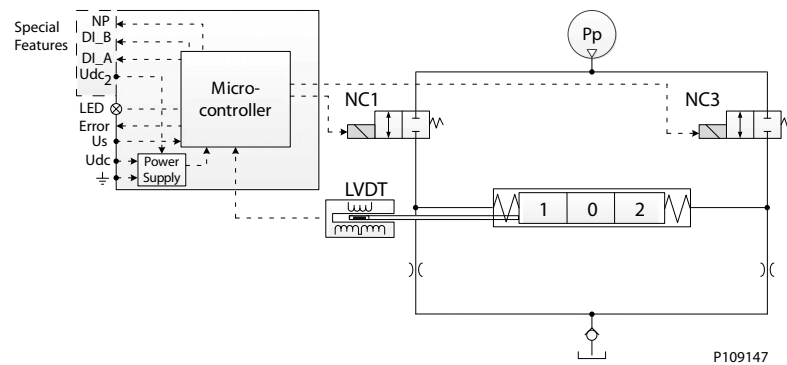 Special
Features
NP
DI_B
DI_A
Udc2
LED
Error
Us
Udc
Micro-
controller
Power
Supply
Pp
NC1
NC3
LVDT
1 0 2
P109147